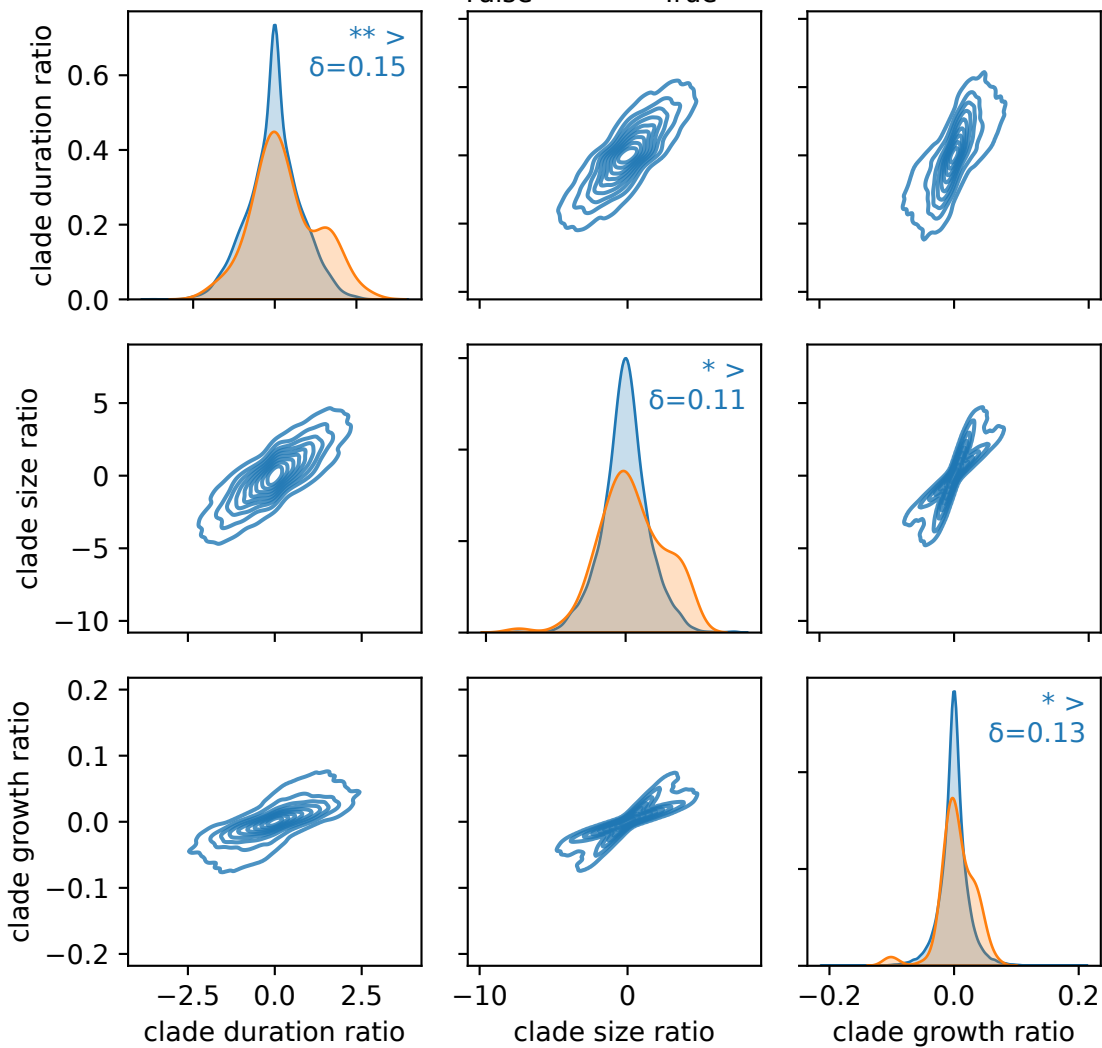 False True
clade duration ratio
0.6
0.4
0.2
0.0
** >
δ=0.15
clade size ratio
5
0
−5
−10
* >
δ=0.11
clade growth ratio
0.2
0.1
0.0
−0.1
−0.2
* >
δ=0.13
−2.5 0.0 2.5
−10 0
−0.2 0.0 0.2
clade duration ratio
clade size ratio
clade growth ratio